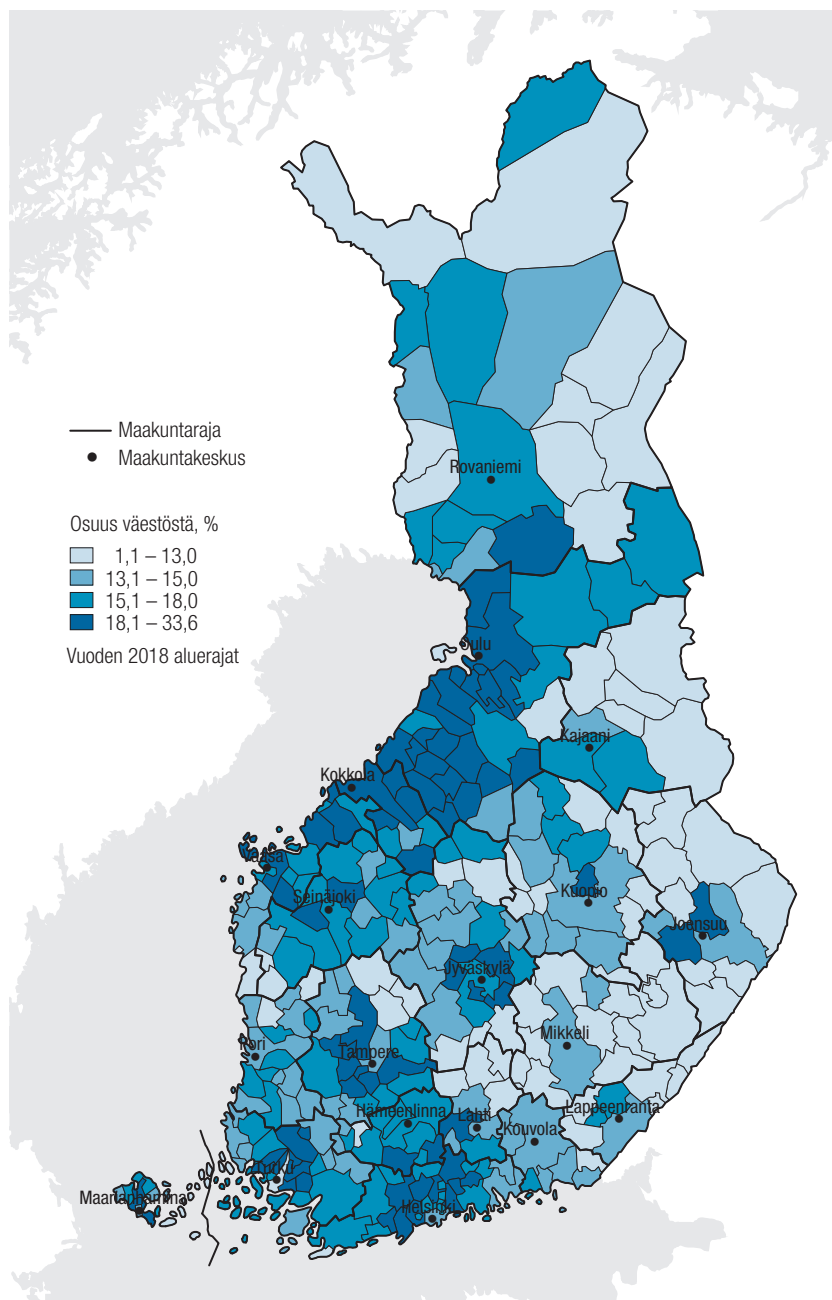 Maakuntaraja
Maakuntakeskus
Rovaniemi
Osuus väestöstä, %
1,1 – 13,0
13,1 – 15,0
15,1 – 18,0
18,1 – 33,6
Vuoden 2018 aluerajat
Oulu
Kajaani
Kokkola
Vaasa
Seinäjoki
Kuopio
Joensuu
Jyväskylä
Pori
Tampere
Mikkeli
Hämeenlinna
Lahti
Kouvola
Lappeenranta
Turku
Maarianhamina
Helsinki